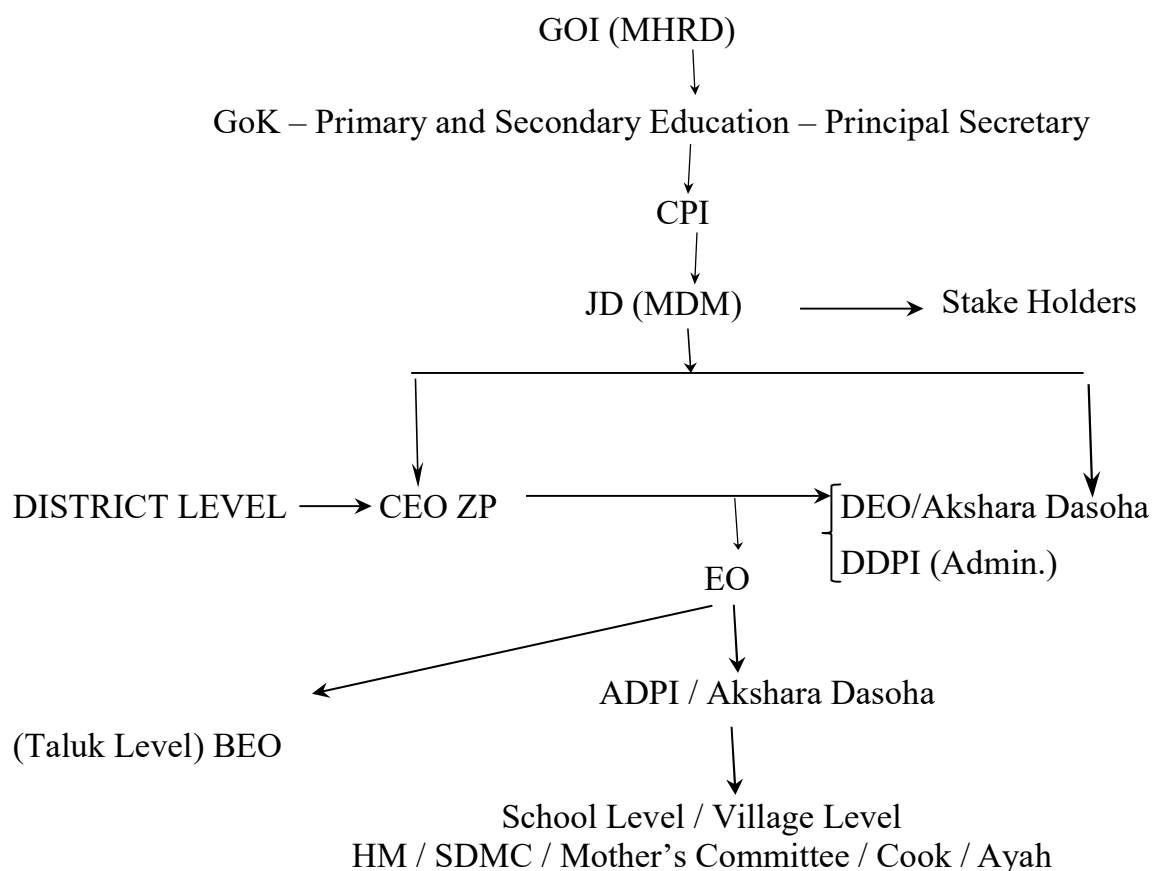 GOI (MHRD)
GoK – Primary and Secondary Education – Principal Secretary
CPI
JD (MDM)
Stake Holders
DISTRICT LEVEL
CEO ZP
DEO/Akshara Dasoha
DDPI (Admin.)
EO
ADPI / Akshara Dasoha
(Taluk Level) BEO
School Level / Village Level
HM / SDMC / Mother’s Committee / Cook / Ayah